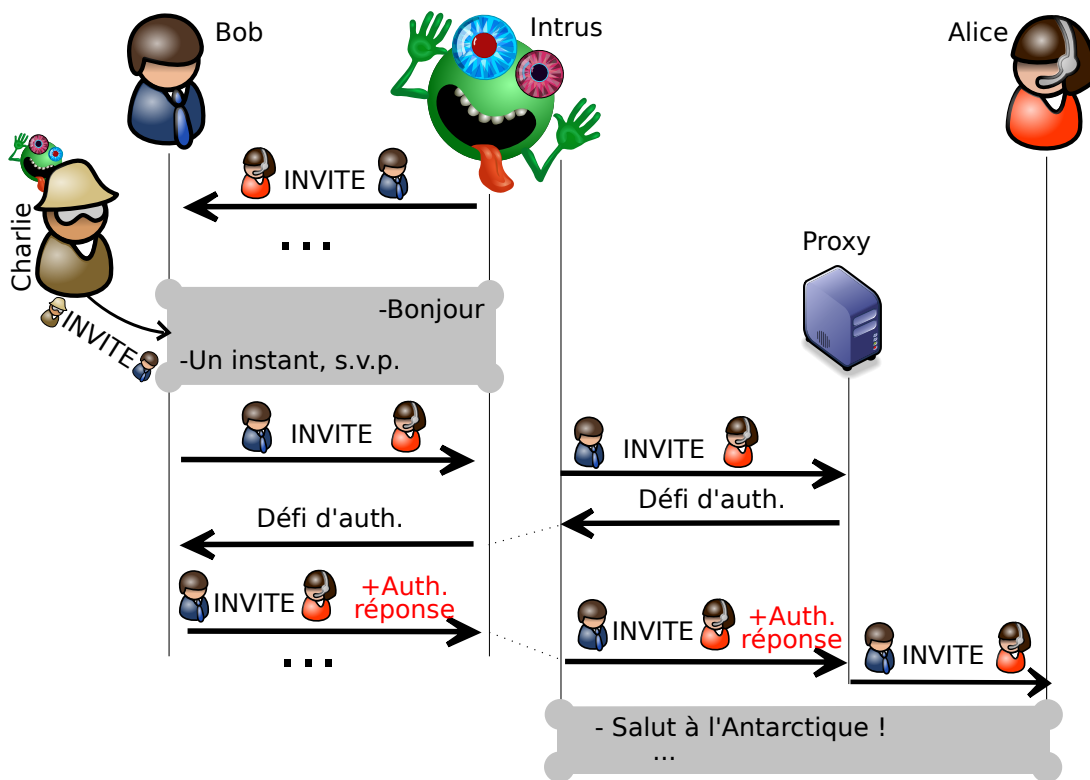 Bob
Intrus
Alice
INVITE
Charlie
Proxy
-Bonjour
INVITE
-Un instant, s.v.p.
INVITE
INVITE
Défi d'auth.
Défi d'auth.
INVITE
+Auth.
réponse
INVITE
+Auth.
réponse
INVITE
- Salut à l'Antarctique !
...